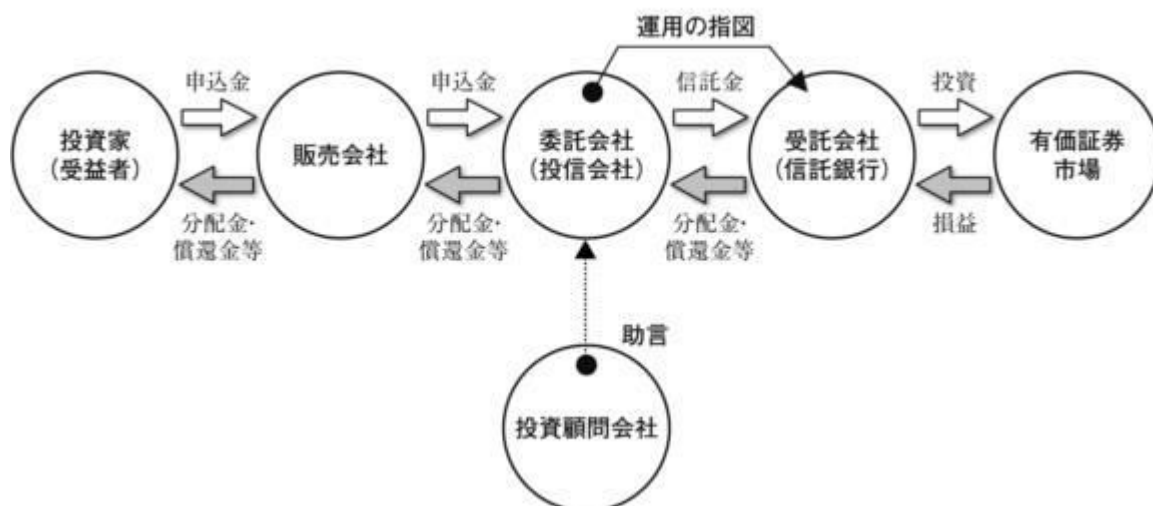 運用の指図
申込金
申込金
信託金
投資
投資家
(受益者)
販売会社
委託会社
(投信会社)
受託会社
(信託銀行)
有価証券
市場
分配金・
償還金等
分配金・
償還金等
分配金・
償還金等
損益
助言
投資顧問会社